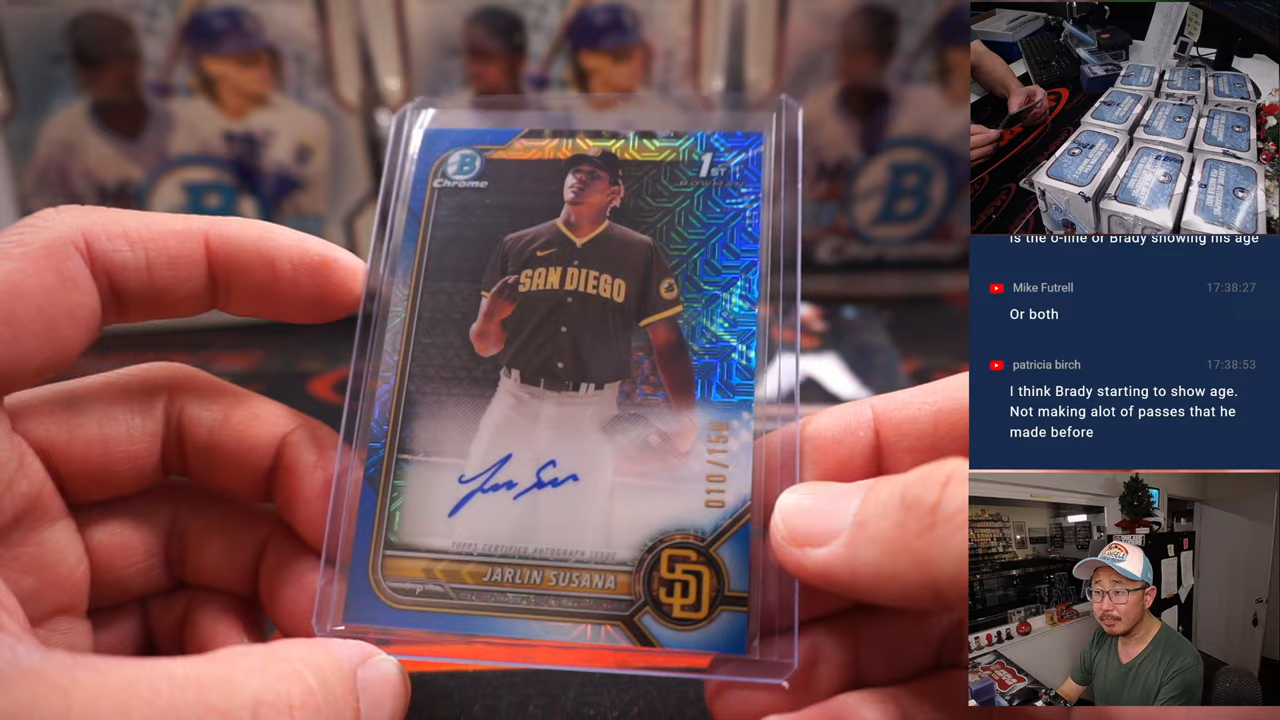 B
Chrome
1ST
BOWMAN
SAN DIEGO
010/150
TOPPS CERTIFIED AUTOGRAPH ISSUE
JARLIN SUSANA
P
SD
is the o-line or Brady showing his age
Mike Futrell
17:38:27
Or both
patricia birch
17:38:53
I think Brady starting to show age.
Not making alot of passes that he
made before